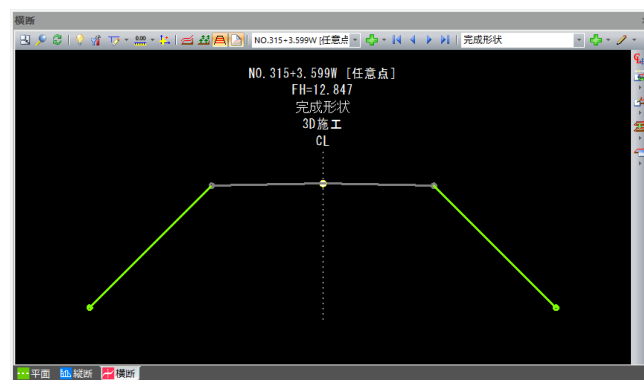 横断
NO.315+3.599W [任意点 完成形状
NO.315+3.599W [任意点]
FH=12.847
完成形状
3D施工
CL
平面 縦断 横断